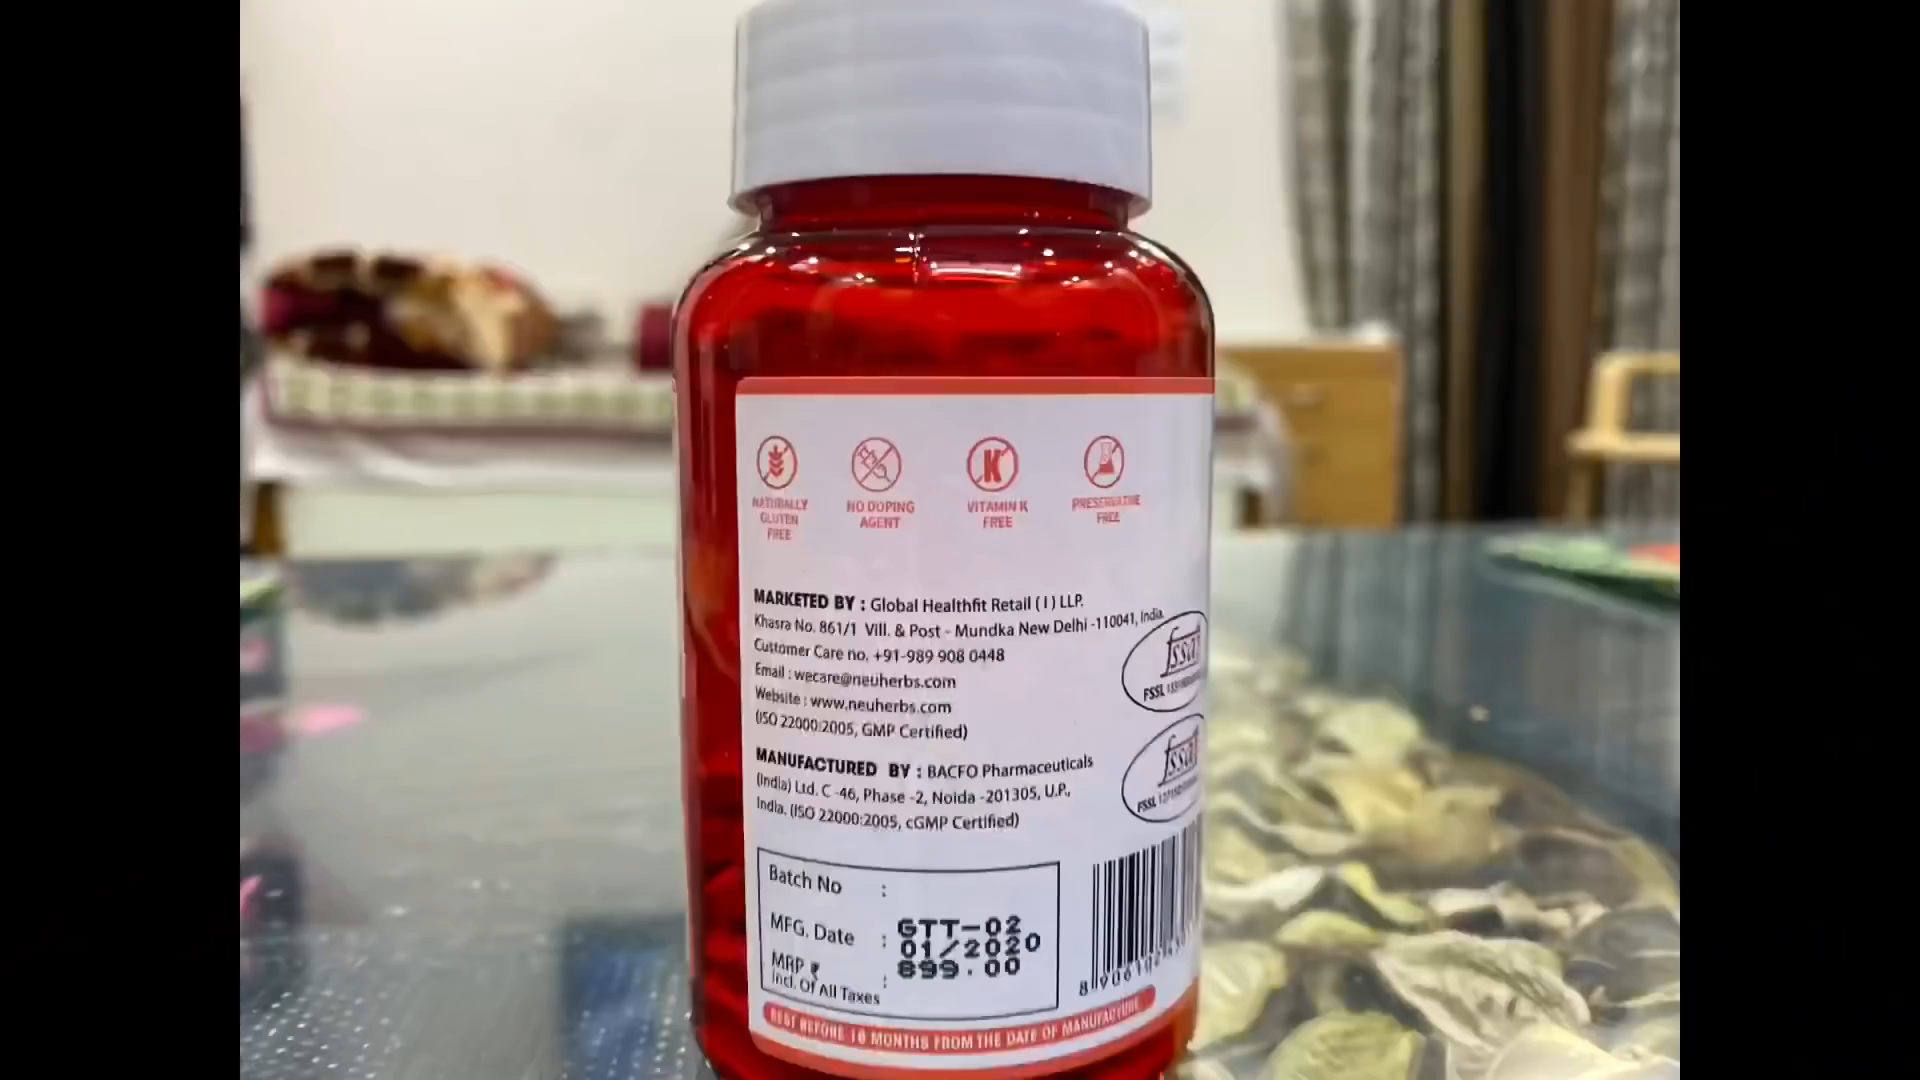 NATURALLY
GLUTEN
FREE
NO DOPING
AGENT
VITAMIN K
FREE
PRESERVATIVE
FREE
MARKETED BY : Global Healthfit Retail ( I ) LLP.
Khasra No. 861/1 Vill. & Post - Mundka New Delhi -110041, India.
Customer Care no. +91-989 908 0448
Email : wecare@neuherbs.com
Website : www.neuherbs.com
(ISO 22000:2005, GMP Certified)
fssai
FSSL
MANUFACTURED BY : BACFO Pharmaceuticals
(India) Ltd. C -46, Phase -2, Noida -201305, U.P.,
India. (ISO 22000:2005, cGMP Certified)
fssai
FSSL
Batch No :
MFG. Date : GTT-02
01/2020
MRP ₹ : 899.00
Incl. Of All Taxes
BEST BEFORE 18 MONTHS FROM THE DATE OF MANUFACTURE